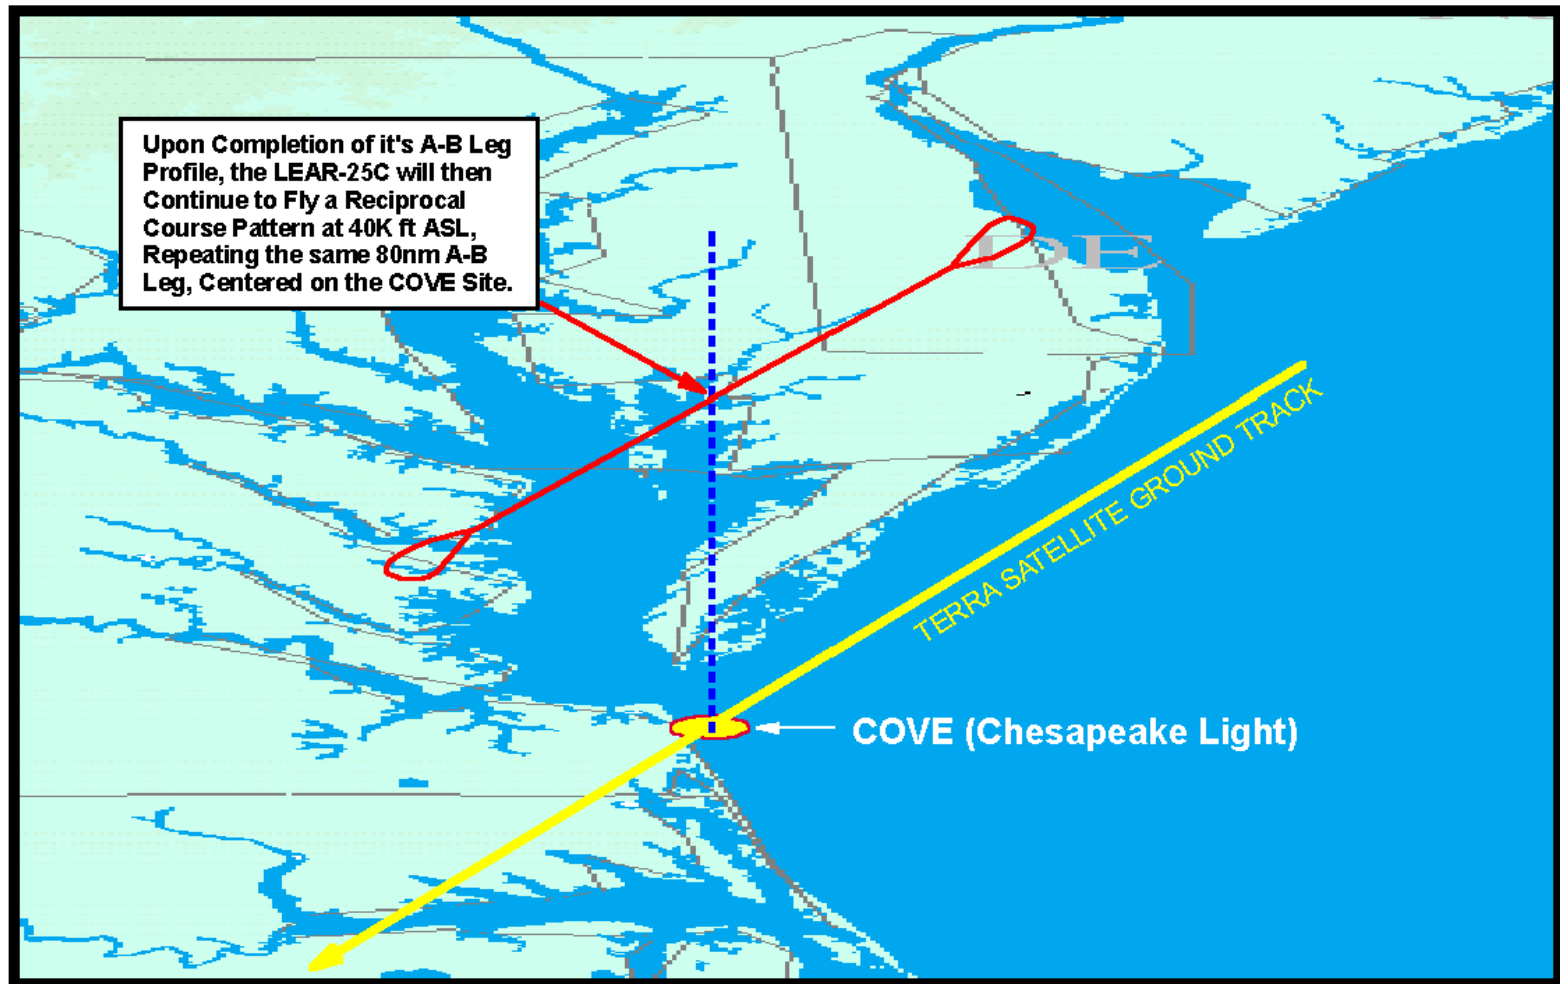 Upon Completion of it's A-B Leg
Profile, the LEAR-25C will then
Continue to Fly a Reciprocal
Course Pattern at 40K ft ASL,
Repeating the same 80nm A-B
Leg, Centered on the COVE Site.
DE
TERRA SATELLITE GROUND TRACK
COVE (Chesapeake Light)